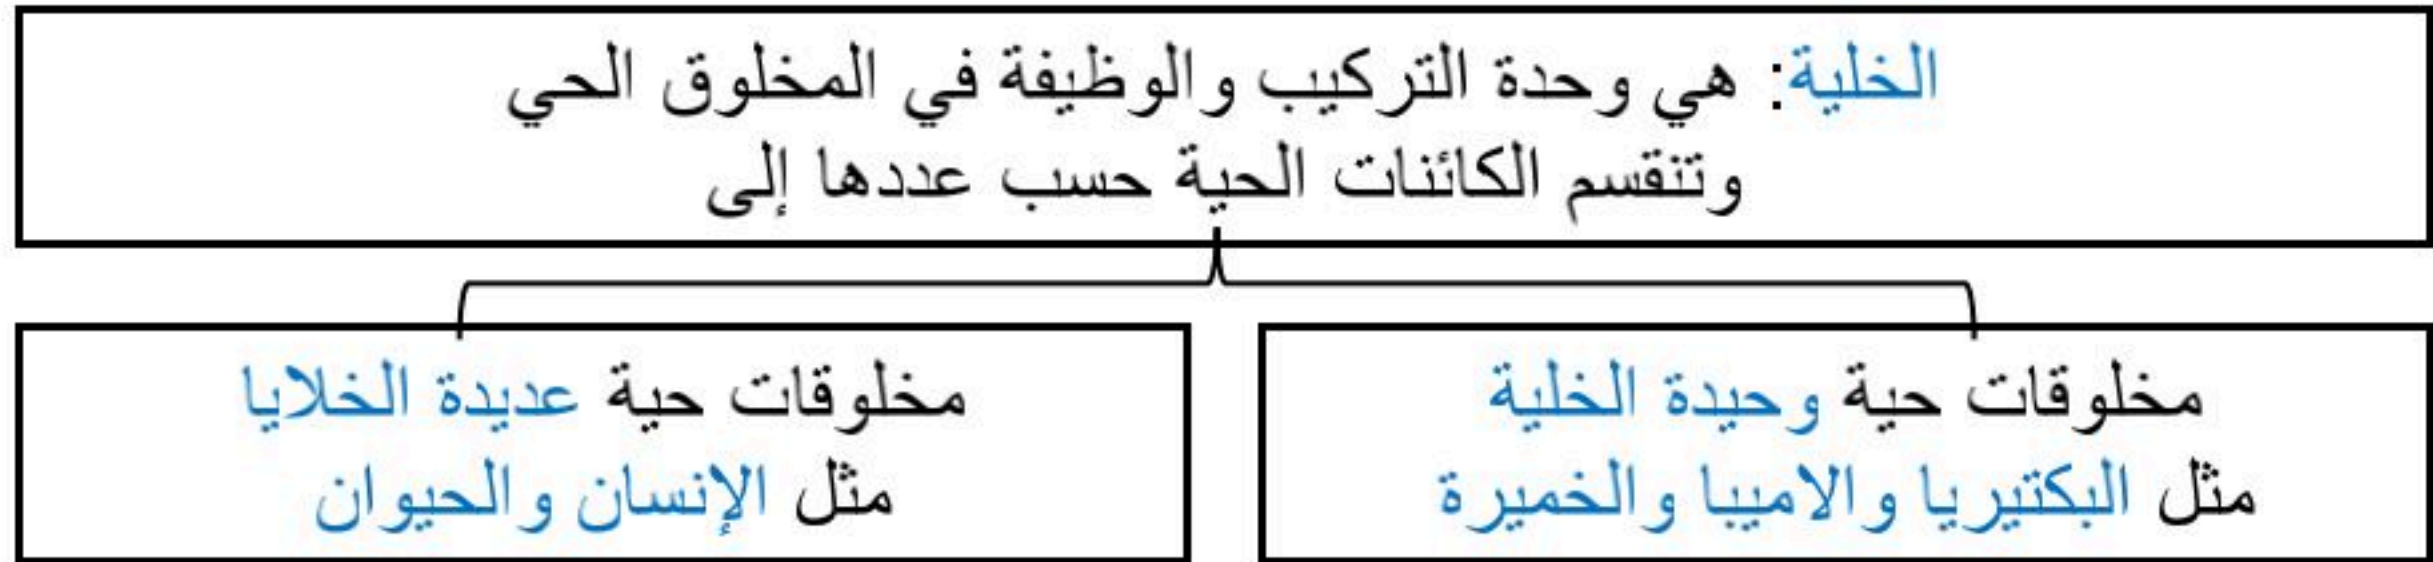 الخلية: هي وحدة التركيب والوظيفة في المخلوق الحي
وتنقسم الكائنات الحية حسب عددها إلى
مخلوقات حية وحيدة الخلية
مثل البكتيريا والاميبا والخميرة
مخلوقات حية عديدة الخلايا
مثل الإنسان والحيوان